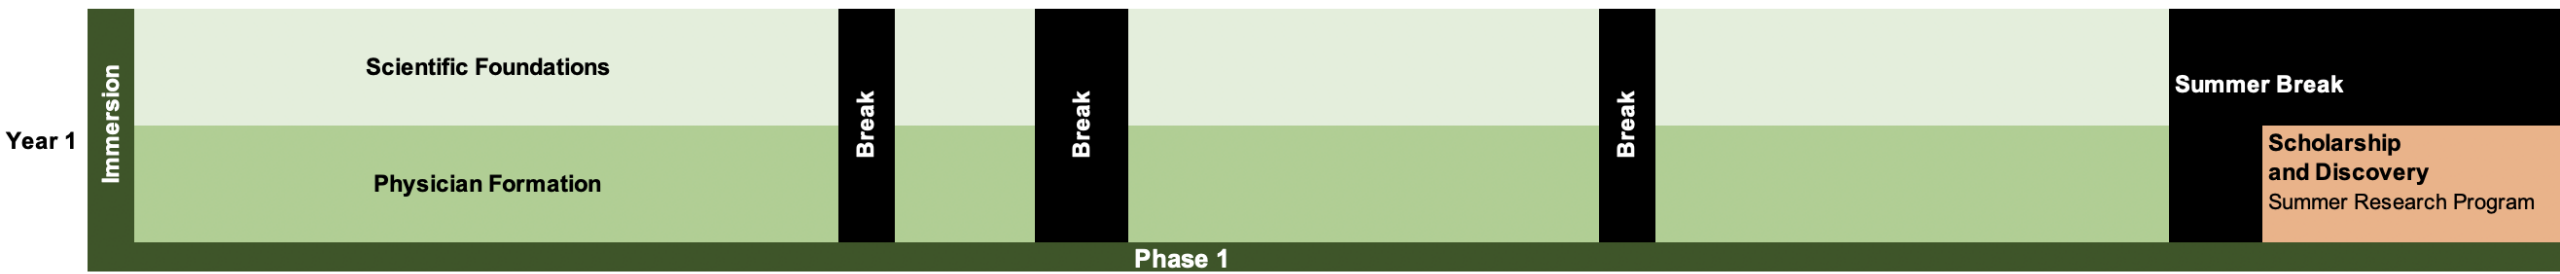 Year 1
Immersion
Scientific Foundations
Physician Formation
Break
Break
Break
Summer Break
Scholarship
and Discovery
Summer Research Program
Phase 1